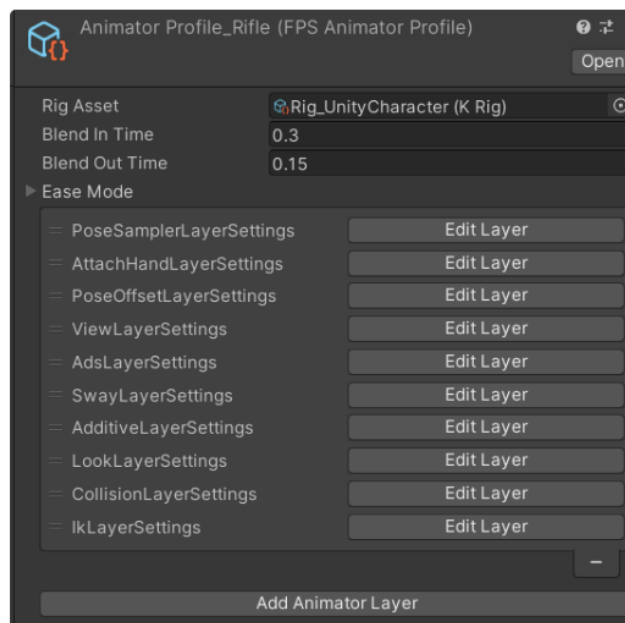 Animator Profile_Rifle (FPS Animator Profile)
Open
Rig Asset Rig_UnityCharacter (K Rig)
Blend In Time 0.3
Blend Out Time 0.15
Ease Mode
PoseSamplerLayerSettings Edit Layer
AttachHandLayerSettings Edit Layer
PoseOffsetLayerSettings Edit Layer
ViewLayerSettings Edit Layer
AdsLayerSettings Edit Layer
SwayLayerSettings Edit Layer
AdditiveLayerSettings Edit Layer
LookLayerSettings Edit Layer
CollisionLayerSettings Edit Layer
IkLayerSettings Edit Layer
Add Animator Layer